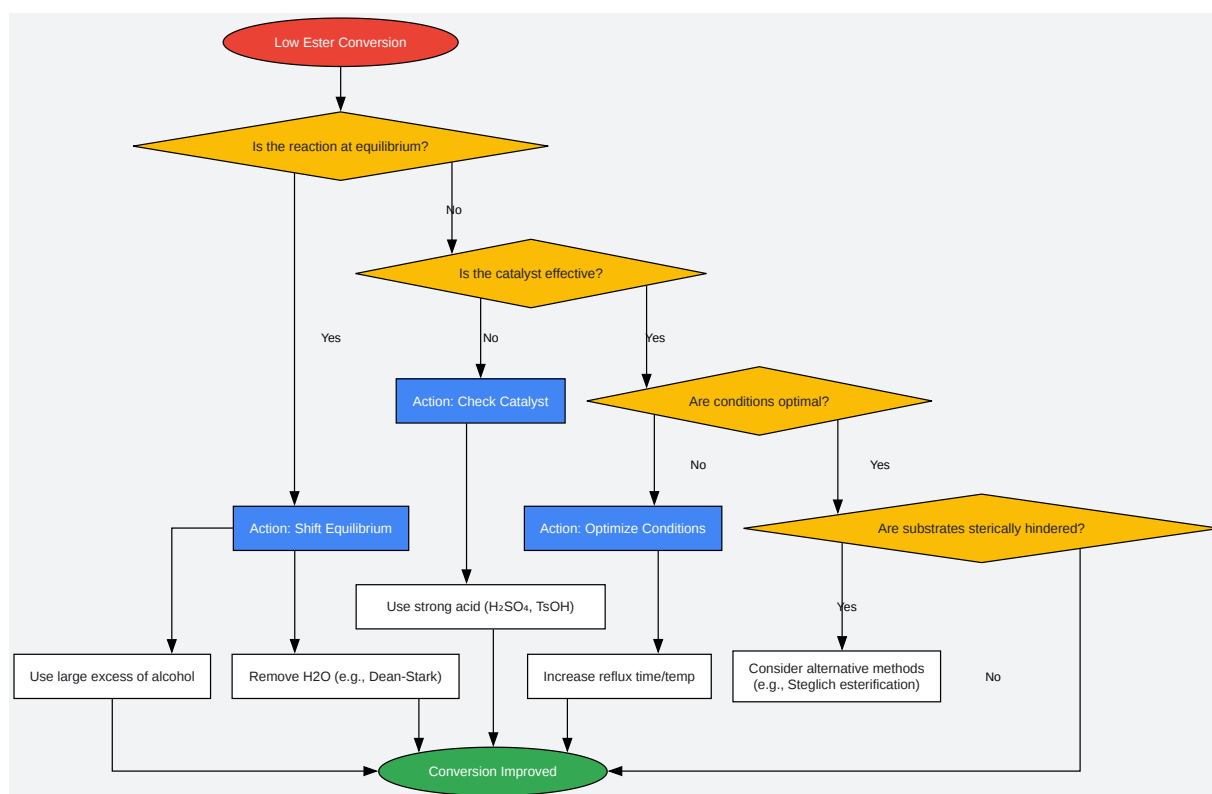 Low Ester Conversion
Is the reaction at equilibrium?
No
Is the catalyst effective?
Yes
No
Yes
Action: Check Catalyst
Are conditions optimal?
No
Yes
Action: Shift Equilibrium
Action: Optimize Conditions
Are substrates sterically hindered?
Use strong acid (H₂SO₄, TsOH)
Yes
Use large excess of alcohol
Remove H2O (e.g., Dean-Stark)
Increase reflux time/temp
Consider alternative methods
(e.g., Steglich esterification)
No
Conversion Improved